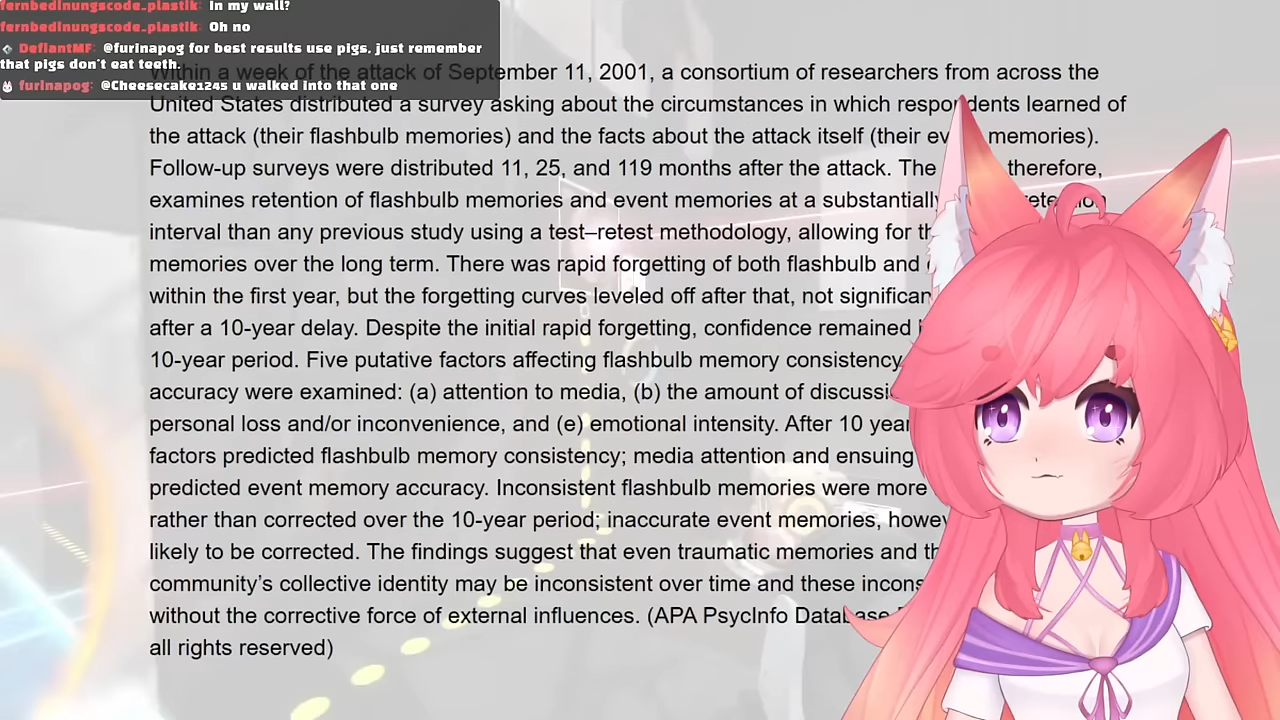 fernbedinungscode_plastik: In my wall?
fernbedinungscode_plastik: Oh no
DefiantMF: @furinapog for best results use pigs. just remember
that pigs don't eat teeth.
furinapog: @Cheesecake1245 u walked into that one
Within a week of the attack of September 11, 2001, a consortium of researchers from across the
United States distributed a survey asking about the circumstances in which respondents learned of
the attack (their flashbulb memories) and the facts about the attack itself (their memories).
Follow-up surveys were distributed 11, 25, and 119 months after the attack. The therefore,
examines retention of flashbulb memories and event memories at a substantially
interval than any previous study using a test–retest methodology, allowing for
memories over the long term. There was rapid forgetting of both flashbulb and
within the first year, but the forgetting curves leveled off after that, not
after a 10-year delay. Despite the initial rapid forgetting, confidence remained
10-year period. Five putative factors affecting flashbulb memory consistency
accuracy were examined: (a) attention to media, (b) the amount of
personal loss and/or inconvenience, and (e) emotional intensity. After 10
factors predicted flashbulb memory consistency; media attention and ensuing
predicted event memory accuracy. Inconsistent flashbulb memories were more
rather than corrected over the 10-year period; inaccurate event memories,
likely to be corrected. The findings suggest that even traumatic memories and
community's collective identity may be inconsistent over time and these
without the corrective force of external influences. (APA PsycInfo Database
all rights reserved)